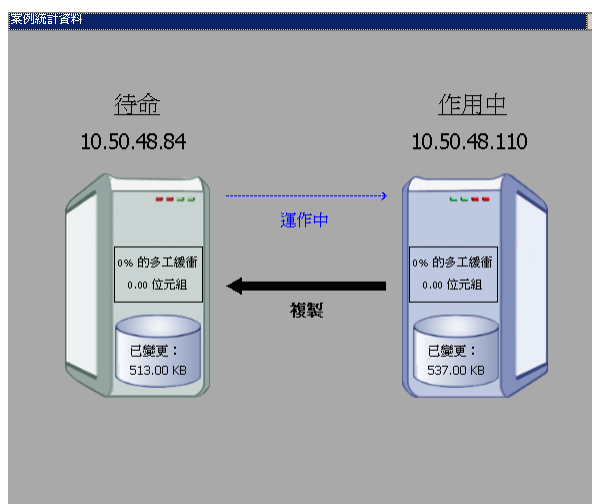 案例統計資料
待命
作用中
10.50.48.84
10.50.48.110
運作中
0% 的多工緩衝
0.00 位元組
0% 的多工緩衝
0.00 位元組
複製
已變更：
513.00 KB
已變更：
537.00 KB